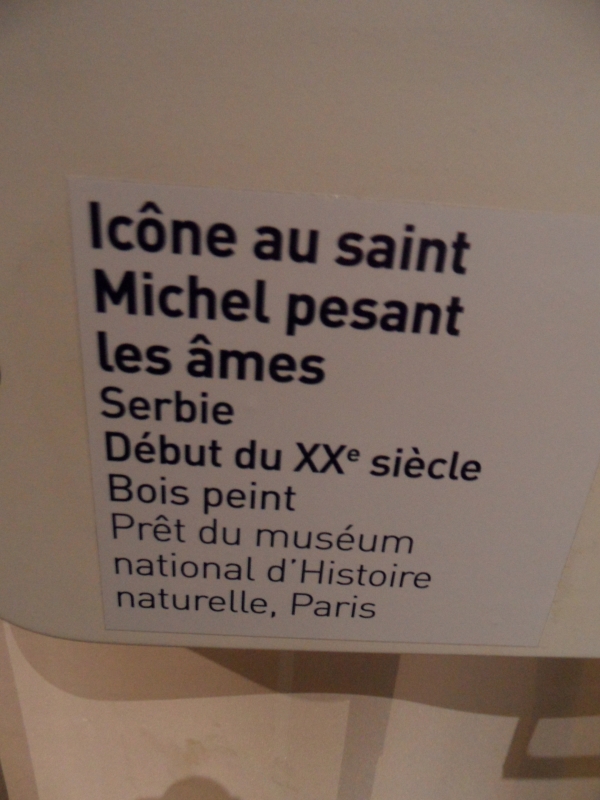 Icône au saint
Michel pesant
les âmes
Serbie
Début du XXe siècle
Bois peint
Prêt du muséum
national d'Histoire
naturelle, Paris